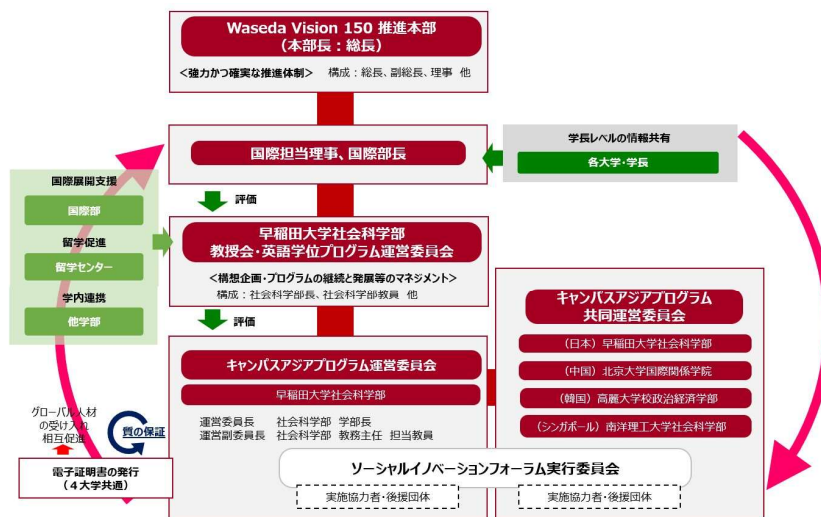 Waseda Vision 150 推進本部
（本部長：総長）
＜強力かつ確実な推進体制＞ 構成：総長、副総長、理事 他
国際担当理事、国際部長
学長レベルの情報共有
各大学・学長
評価
国際展開支援
国際部
留学促進
留学センター
学内連携
他学部
早稲田大学社会科学部
教授会・英語学位プログラム運営委員会
＜構想企画・プログラムの継続と発展等のマネジメント＞
構成：社会科学部長、社会科学部教員 他
評価
キャンパスアジアプログラム
共同運営委員会
（日本）早稲田大学社会科学部
（中国）北京大学国際関係学院
（韓国）高麗大学校政治経済学部
（シンガポール）南洋理工大学社会科学部
キャンパスアジアプログラム運営委員会
早稲田大学社会科学部
運営委員長 社会科学部 学部長
運営副委員長 社会科学部 教務主任 担当教員
グローバル人材
の受け入れ
相互促進
質の保証
電子証明書の発行
（４大学共通）
ソーシャルイノベーションフォーラム実行委員会
実施協力者・後援団体
実施協力者・後援団体